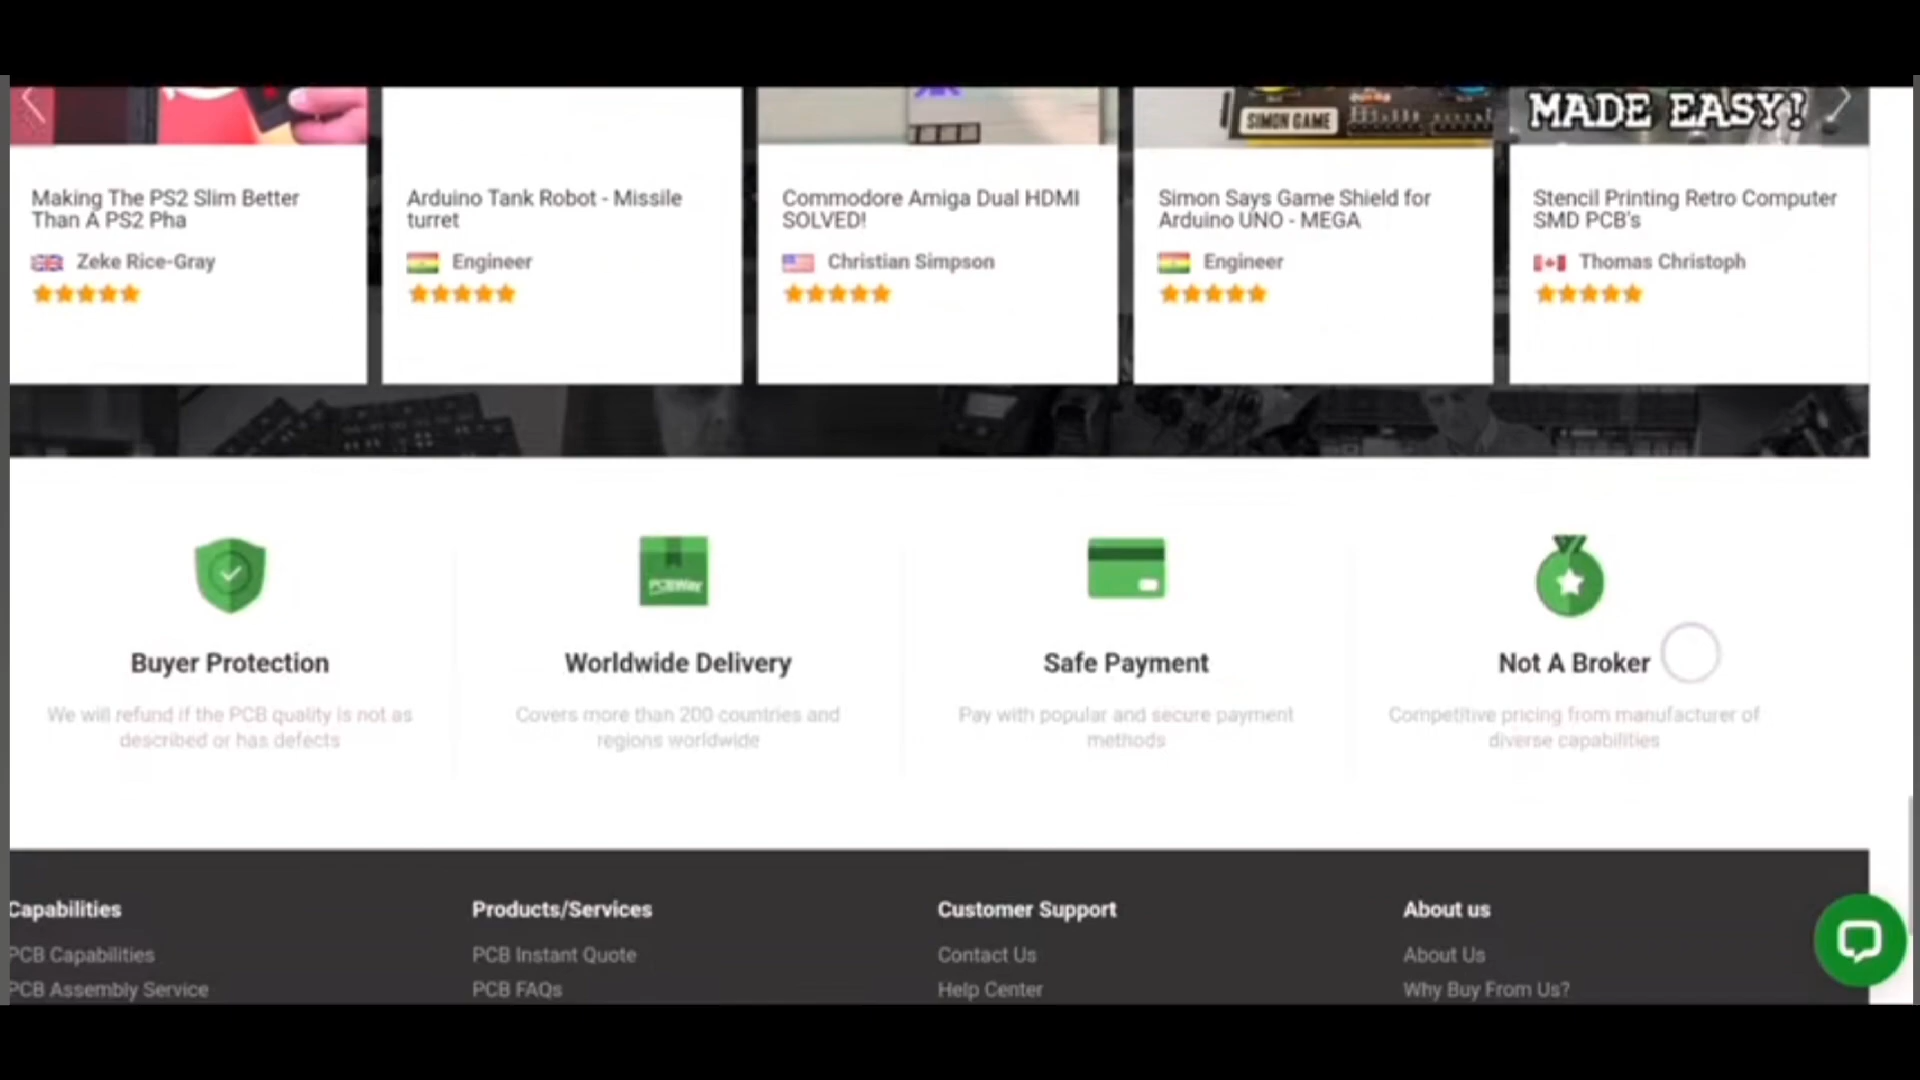 SIMON GAME
MADE EASY!
Making The PS2 Slim Better
Than A PS2 Pha
Zeke Rice-Gray
Arduino Tank Robot - Missile
turret
Engineer
Commodore Amiga Dual HDMI
SOLVED!
Christian Simpson
Simon Says Game Shield for
Arduino UNO - MEGA
Engineer
Stencil Printing Retro Computer
SMD PCB's
Thomas Christoph
Buyer Protection
We will refund if the PCB quality is not as
described or has defects
PCBWay
Worldwide Delivery
Covers more than 200 countries and
regions worldwide
Safe Payment
Pay with popular and secure payment
methods
Not A Broker
Competitive pricing from manufacturer of
diverse capabilities
Capabilities
PCB Capabilities
PCB Assembly Service
Products/Services
PCB Instant Quote
PCB FAQs
Customer Support
Contact Us
Help Center
About us
About Us
Why Buy From Us?